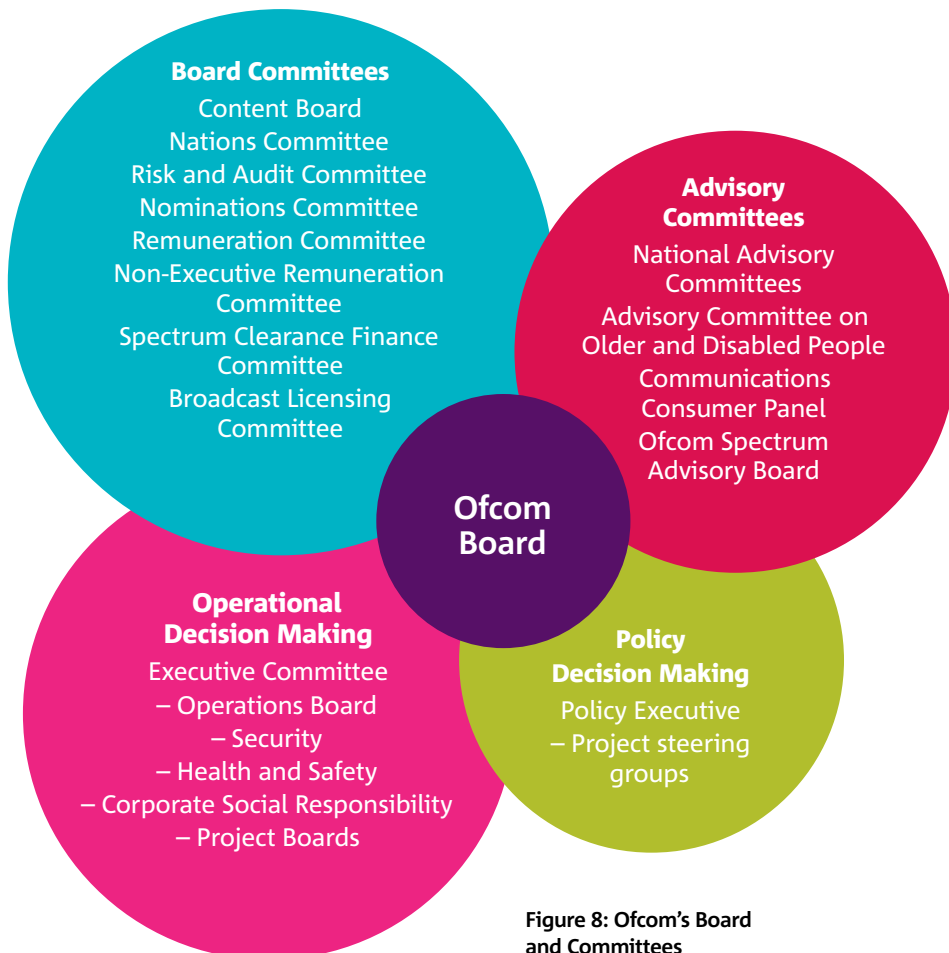 Board Committees
Content Board
Nations Committee
Risk and Audit Committee
Nominations Committee
Remuneration Committee
Non-Executive Remuneration
Committee
Spectrum Clearance Finance
Committee
Broadcast Licensing
Committee
Advisory
Committees
National Advisory
Committees
Advisory Committee on
Older and Disabled People
Communications
Consumer Panel
Ofcom Spectrum
Advisory Board
Ofcom
Board
Operational
Decision Making
Executive Committee
– Operations Board
– Security
– Health and Safety
– Corporate Social Responsibility
– Project Boards
Policy
Decision Making
Policy Executive
– Project steering
groups
Figure 8: Ofcom’s Board
and Committees